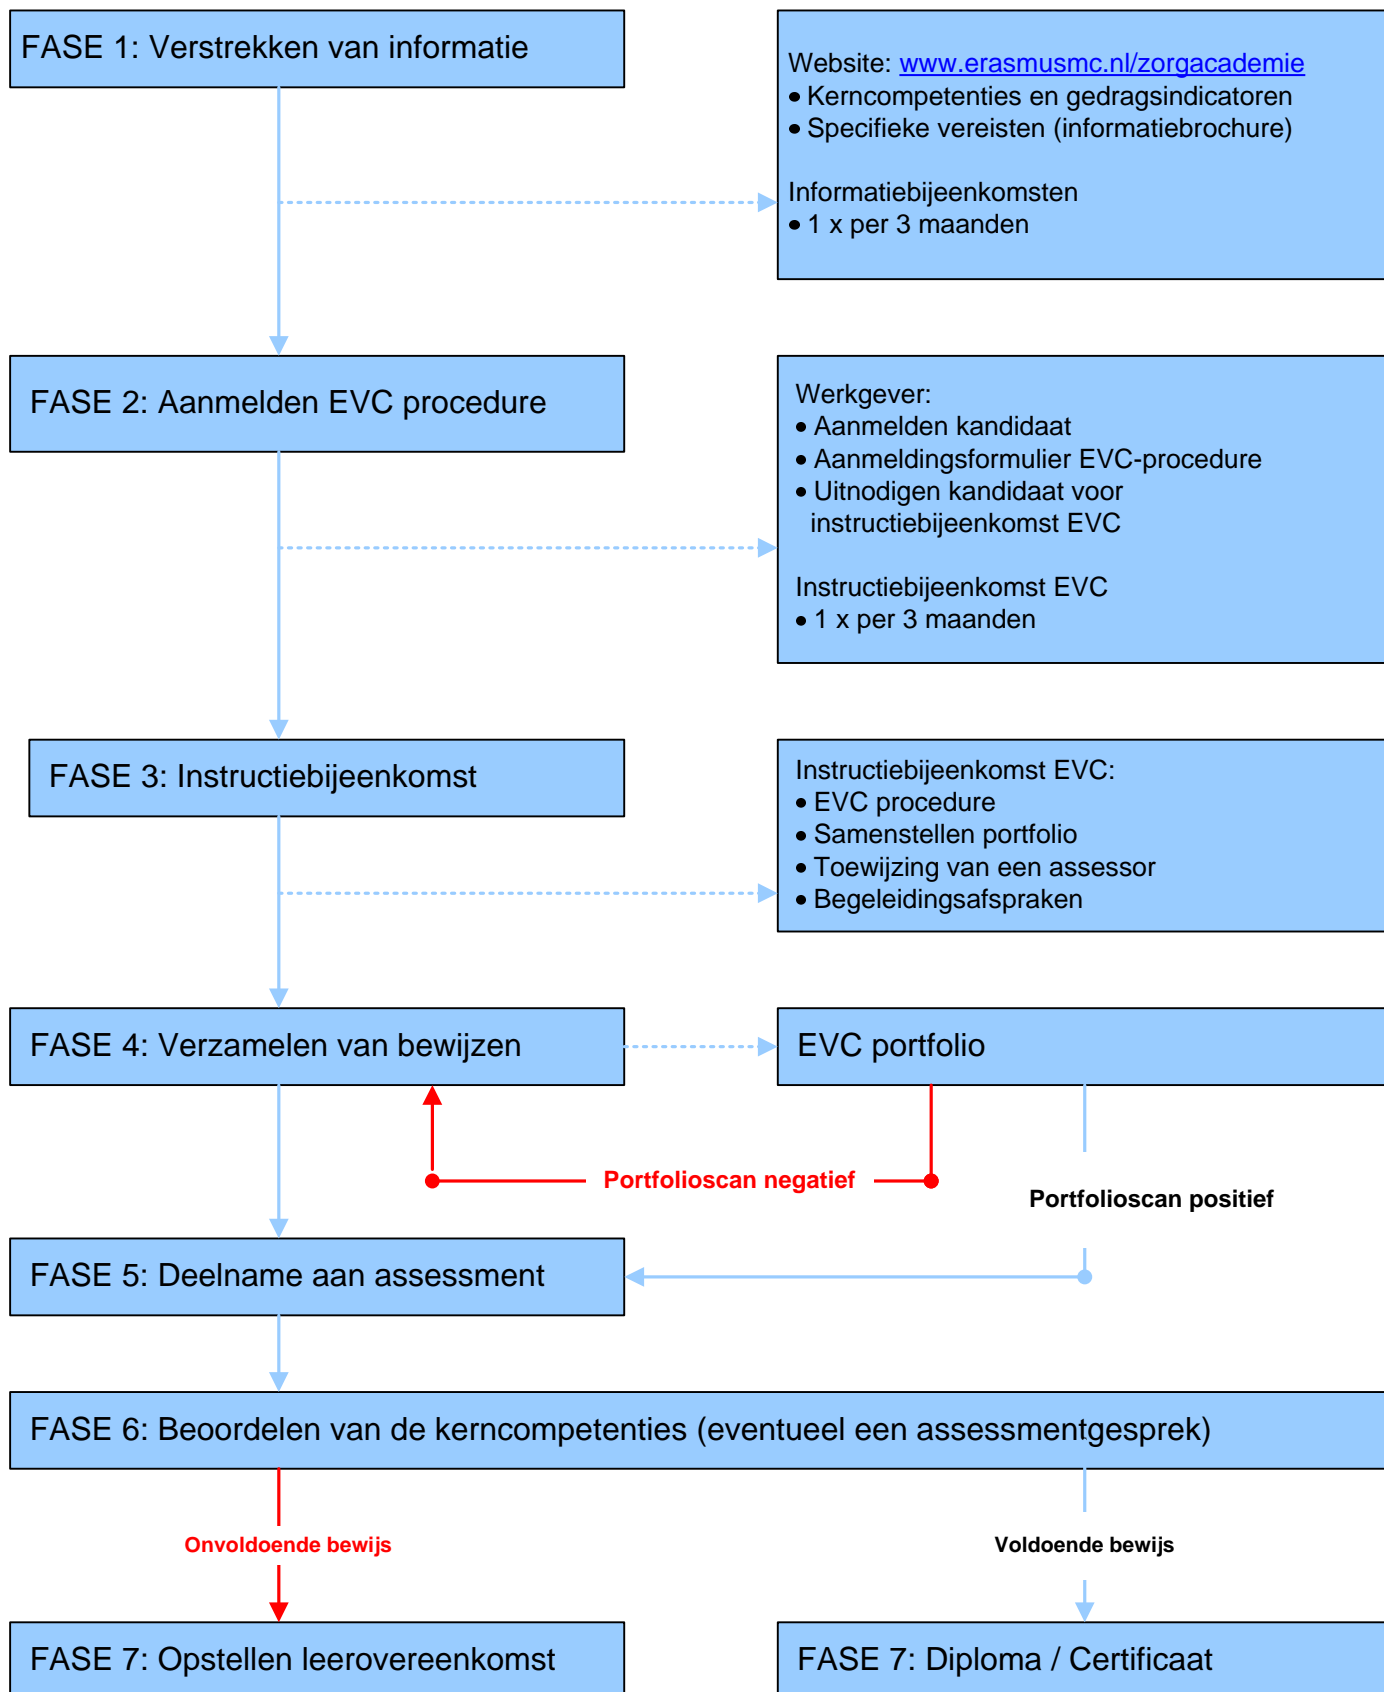 FASE 1: Verstrekken van informatie
Website: www.erasmusmc.nl/zorgacademie
• Kerncompetenties en gedragsindicatoren
• Specifieke vereisten (informatiebrochure)
Informatiebijeenkomsten
• 1 x per 3 maanden
FASE 2: Aanmelden EVC procedure
Werkgever:
• Aanmelden kandidaat
• Aanmeldingsformulier EVC-procedure
• Uitnodigen kandidaat voor
instructiebijeenkomst EVC
Instructiebijeenkomst EVC
• 1 x per 3 maanden
FASE 3: Instructiebijeenkomst
Instructiebijeenkomst EVC:
• EVC procedure
• Samenstellen portfolio
• Toewijzing van een assessor
• Begeleidingsafspraken
FASE 4: Verzamelen van bewijzen
EVC portfolio
Portfolioscan negatief
Portfolioscan positief
FASE 5: Deelname aan assessment
FASE 6: Beoordelen van de kerncompetenties (eventueel een assessmentgesprek)
Onvoldoende bewijs
Voldoende bewijs
FASE 7: Opstellen leerovereenkomst
FASE 7: Diploma / Certificaat